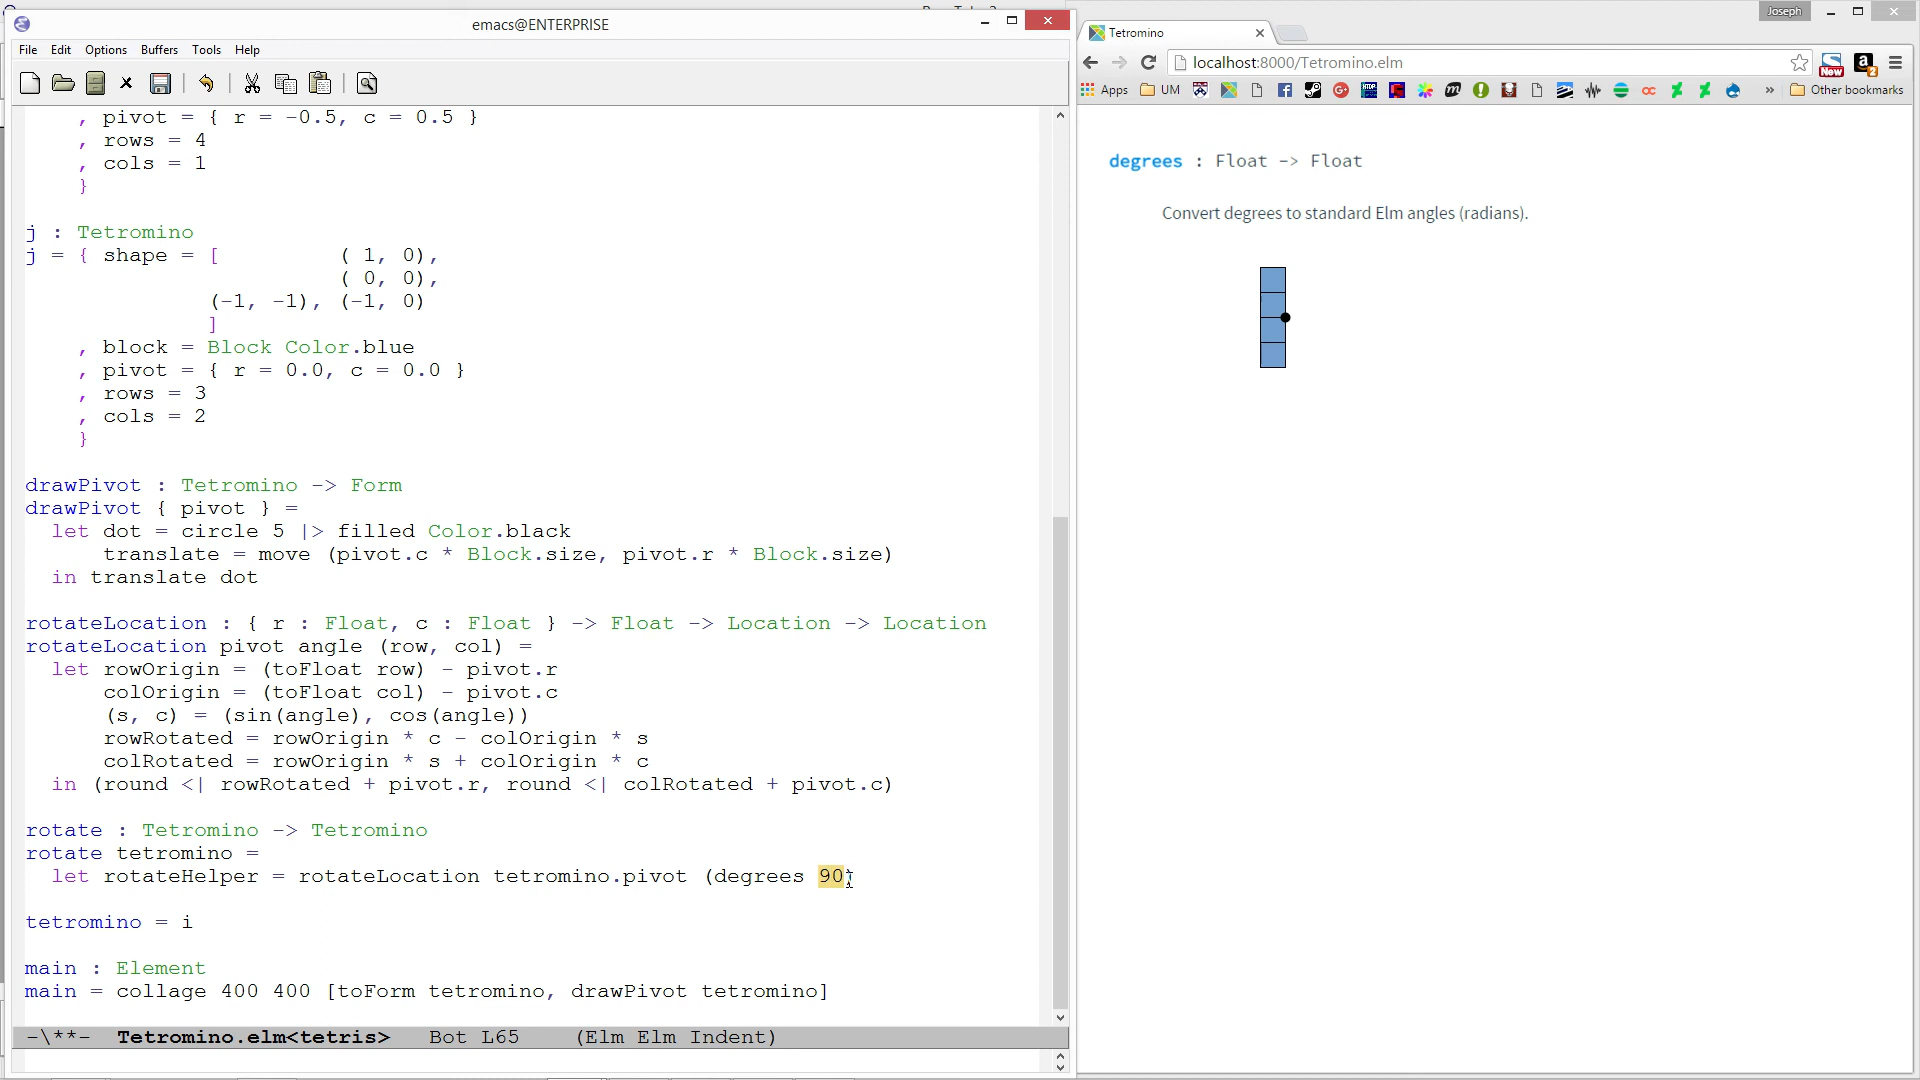 emacs@ENTERPRISE
File Edit Options Buffers Tools Help
, pivot = { r = -0.5, c = 0.5 }
, rows = 4
, cols = 1
}
j : Tetromino
j = { shape = [ ( 1, 0),
( 0, 0),
(-1, -1), (-1, 0)
]
, block = Block Color.blue
, pivot = { r = 0.0, c = 0.0 }
, rows = 3
, cols = 2
}
drawPivot : Tetromino -> Form
drawPivot { pivot } =
let dot = circle 5 |> filled Color.black
translate = move (pivot.c * Block.size, pivot.r * Block.size)
in translate dot
rotateLocation : { r : Float, c : Float } -> Float -> Location -> Location
rotateLocation pivot angle (row, col) =
let rowOrigin = (toFloat row) - pivot.r
colOrigin = (toFloat col) - pivot.c
(s, c) = (sin(angle), cos(angle))
rowRotated = rowOrigin * c - colOrigin * s
colRotated = rowOrigin * s + colOrigin * c
in (round <| rowRotated + pivot.r, round <| colRotated + pivot.c)
rotate : Tetromino -> Tetromino
rotate tetromino =
let rotateHelper = rotateLocation tetromino.pivot (degrees 90)
tetromino = i
main : Element
main = collage 400 400 [toForm tetromino, drawPivot tetromino]
-\**- Tetromino.elm<tetris> Bot L65 (Elm Elm Indent)
Joseph
Tetromino
localhost:8000/Tetromino.elm
New
2
Apps UM » Other bookmarks
degrees : Float -> Float
Convert degrees to standard Elm angles (radians).